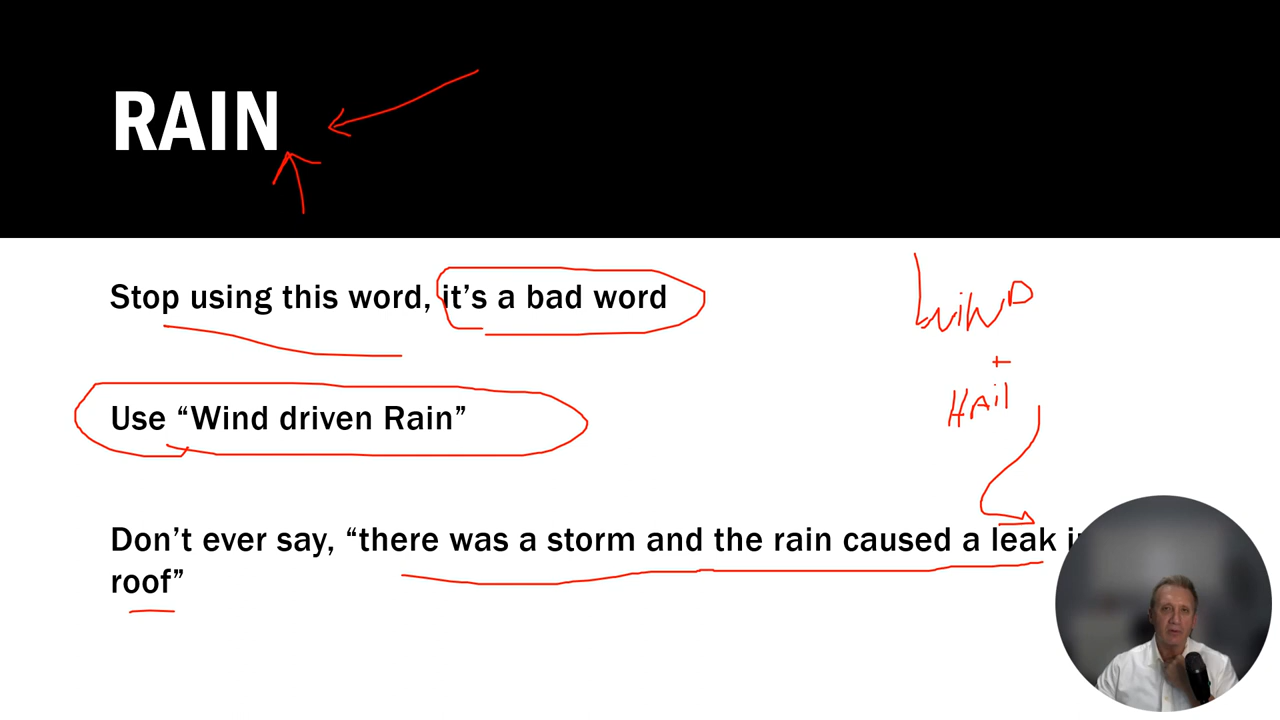 RAIN
Stop using this word, it's a bad word
WIND
+
HAil
Use “Wind driven Rain”
Don't ever say, “there was a storm and the rain caused a leak
roof”